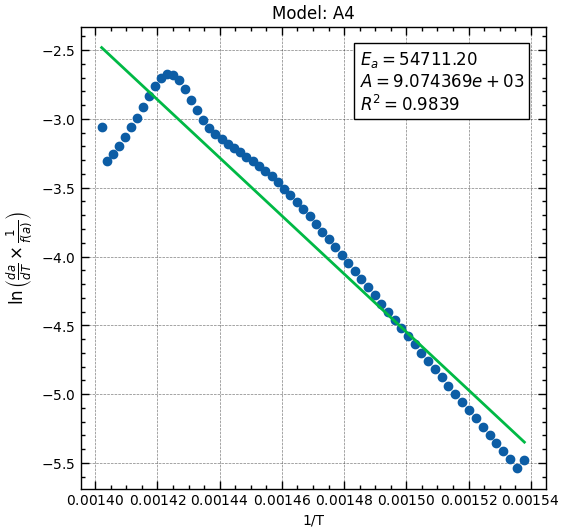 Model: A4
E_a = 54711.20
A = 9.074369e + 03
R^2 = 0.9839
ln (da/dT × 1/f(a))
−2.5
−3.0
−3.5
−4.0
−4.5
−5.0
−5.5
0.00140 0.00142 0.00144 0.00146 0.00148 0.00150 0.00152 0.00154
1/T